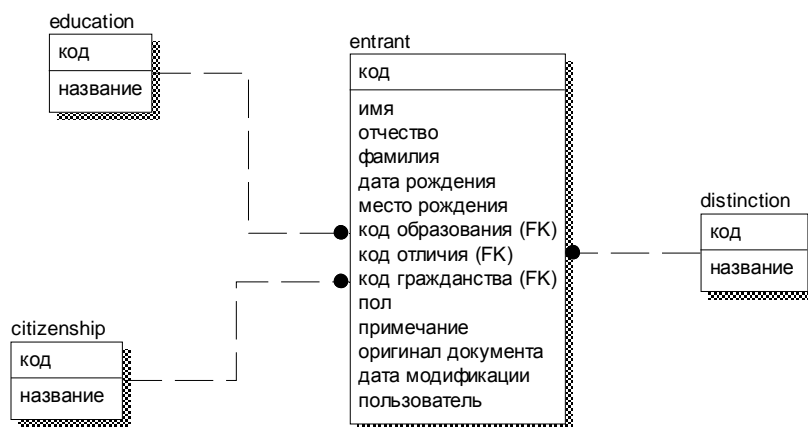 education
код
название
entrant
код
имя
отчество
фамилия
дата рождения
место рождения
код образования (FK)
код отличия (FK)
код гражданства (FK)
пол
примечание
оригинал документа
дата модификации
пользователь
distinction
код
название
citizenship
код
название